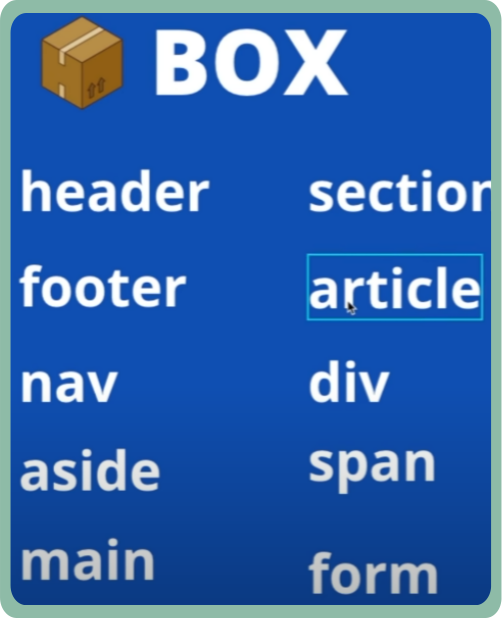 BOX
header
section
footer
article
nav
div
aside
span
main
form